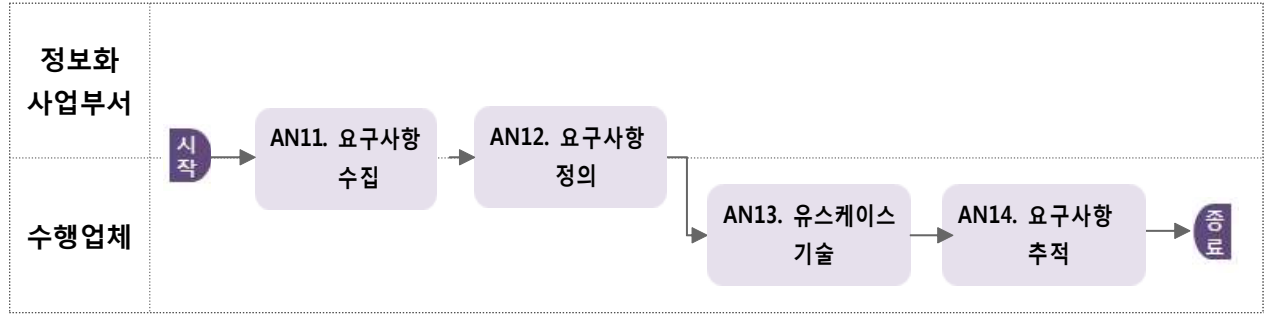 정보화
사업부서
시
작
AN11. 요구사항
수집
AN12. 요구사항
정의
수행업체
AN13. 유스케이스
기술
AN14. 요구사항
추적
종
료